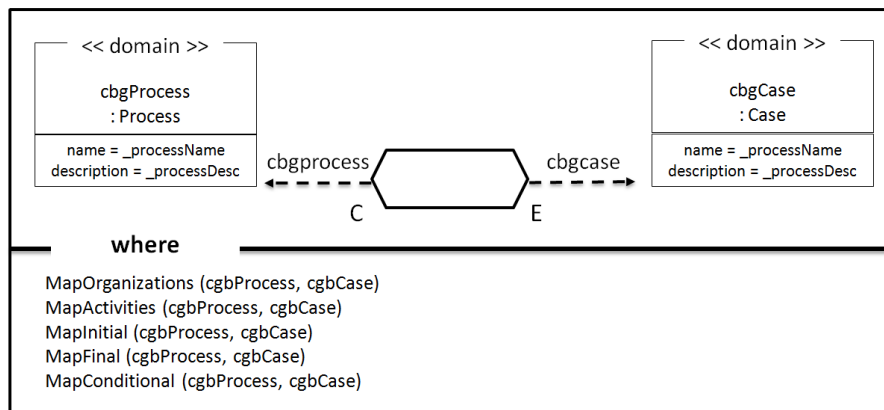 << domain >>
cbgProcess
: Process
name = _processName
description = _processDesc
cbgprocess
C
cbgcase
E
<< domain >>
cbgCase
: Case
name = _processName
description = _processDesc
where
MapOrganizations (cgbProcess, cgbCase)
MapActivities (cgbProcess, cgbCase)
MapInitial (cgbProcess, cgbCase)
MapFinal (cgbProcess, cgbCase)
MapConditional (cgbProcess, cgbCase)